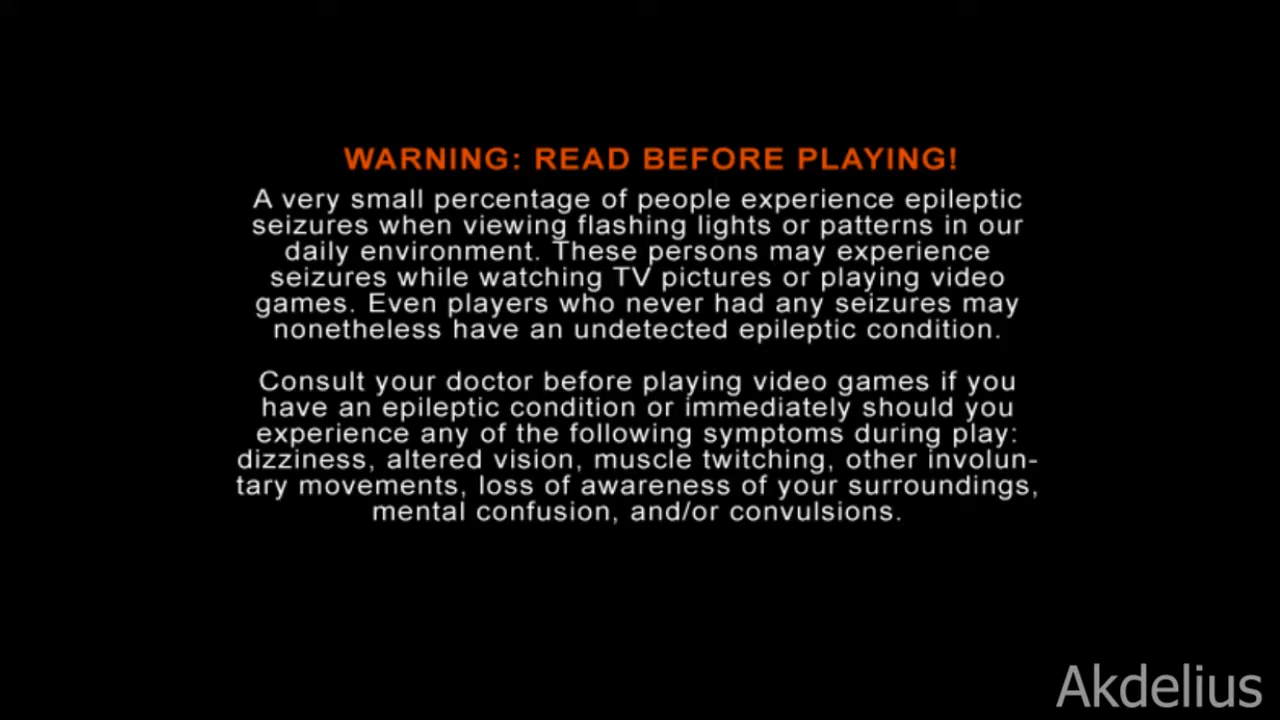 WARNING: READ BEFORE PLAYING!
A very small percentage of people experience epileptic
seizures when viewing flashing lights or patterns in our
daily environment. These persons may experience
seizures while watching TV pictures or playing video
games. Even players who never had any seizures may
nonetheless have an undetected epileptic condition.
Consult your doctor before playing video games if you
have an epileptic condition or immediately should you
experience any of the following symptoms during play:
dizziness, altered vision, muscle twitching, other involun-
tary movements, loss of awareness of your surroundings,
mental confusion, and/or convulsions.
Akdelius